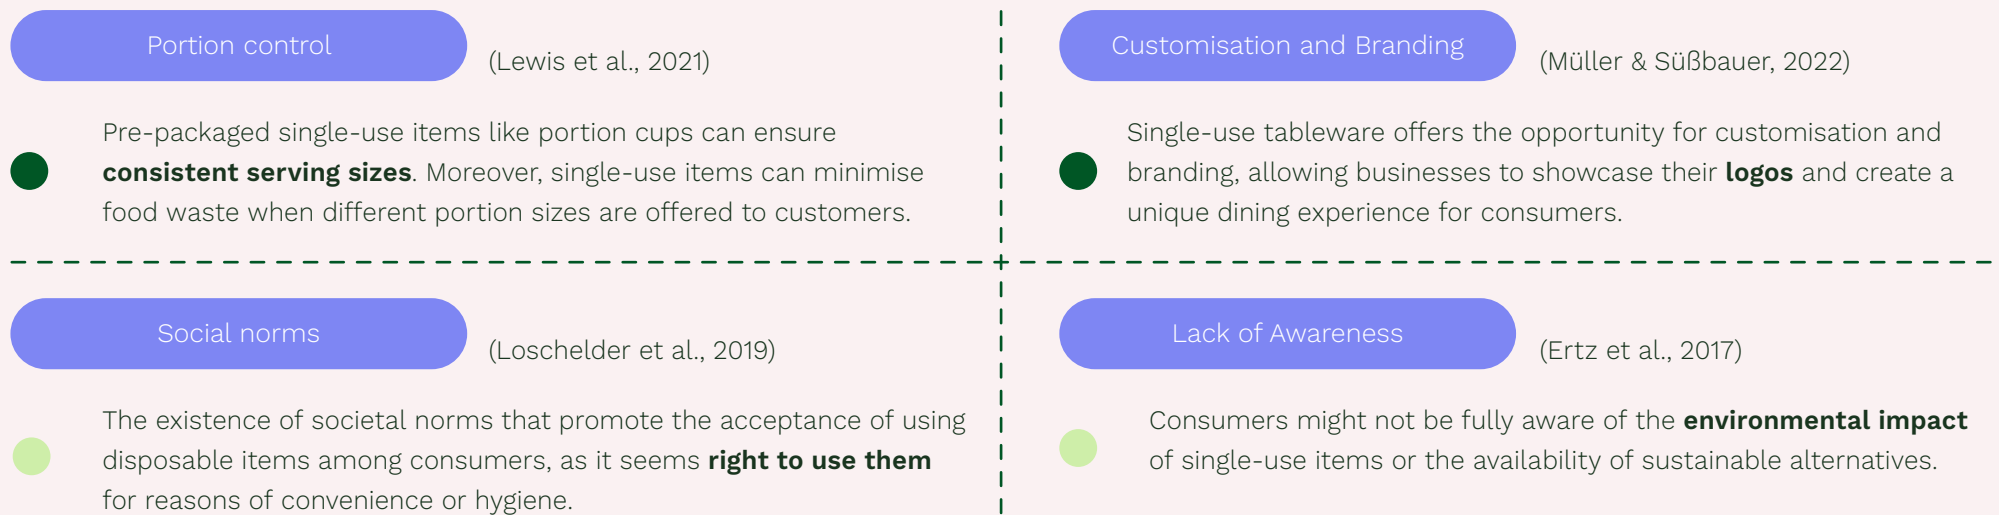 Portion control
(Lewis et al., 2021)
Pre-packaged single-use items like portion cups can ensure
consistent serving sizes. Moreover, single-use items can minimise
food waste when different portion sizes are offered to customers.
Customisation and Branding
(Müller & Süßbauer, 2022)
Single-use tableware offers the opportunity for customisation and
branding, allowing businesses to showcase their logos and create a
unique dining experience for consumers.
Social norms
(Loschelder et al., 2019)
The existence of societal norms that promote the acceptance of using
disposable items among consumers, as it seems right to use them
for reasons of convenience or hygiene.
Lack of Awareness
(Ertz et al., 2017)
Consumers might not be fully aware of the environmental impact
of single-use items or the availability of sustainable alternatives.